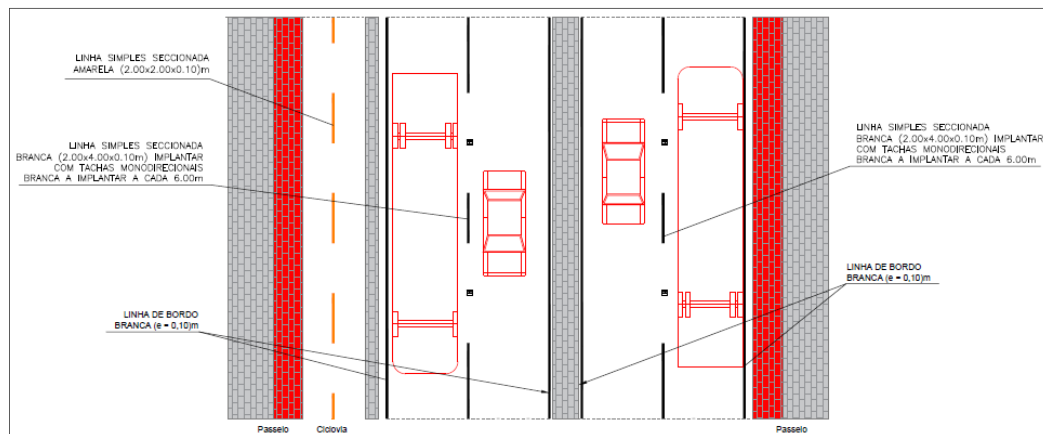 LINHA SIMPLES SECCIONADA
AMARELA (2.00x2.00x0.10)m
LINHA SIMPLES SECCIONADA
BRANCA (2.00x4.00x0.10m) IMPLANTAR
COM TACHAS MONODIRECIONAIS
BRANCA A IMPLANTAR A CADA 6.00m
LINHA DE BORDO
BRANCA (e = 0,10)m
LINHA SIMPLES SECCIONADA
BRANCA (2.00x4.00x0.10m) IMPLANTAR
COM TACHAS MONODIRECIONAIS
BRANCA A IMPLANTAR A CADA 6.00m
LINHA DE BORDO
BRANCA (e = 0,10)m
Passeio
Ciclovia
Passeio